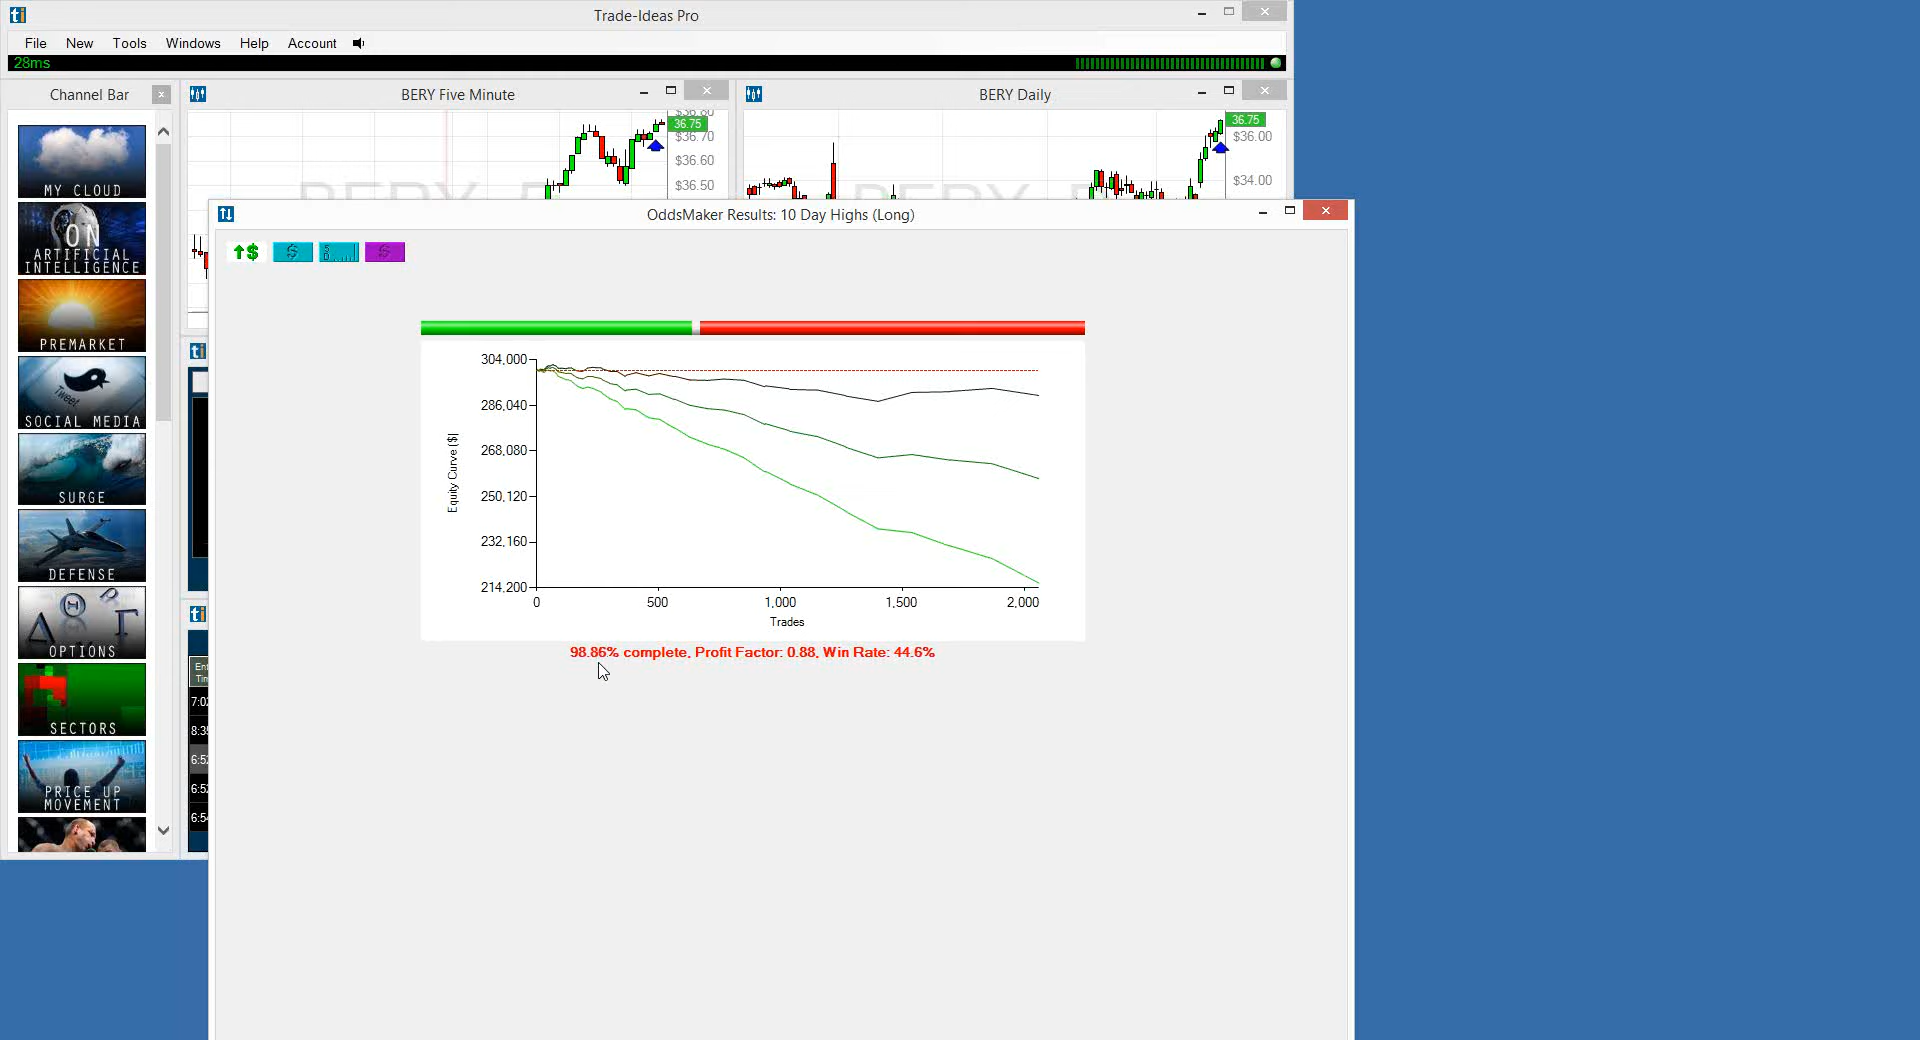 Trade-Ideas Pro
File New Tools Windows Help Account
28ms
Channel Bar
BERY Five Minute
BERY Daily
36.75
$36.80
$36.70
$36.60
$36.50
36.75
$36.00
$34.00
MY CLOUD
ON
ARTIFICIAL
INTELLIGENCE
PREMARKET
Tweet
SOCIAL MEDIA
SURGE
DEFENSE
OPTIONS
SECTORS
PRICE UP
MOVEMENT
OddsMaker Results: 10 Day Highs (Long)
304,000
286,040
268,080
250,120
232,160
214,200
Equity Curve ($)
0 500 1,000 1,500 2,000
Trades
98.86% complete, Profit Factor: 0.88, Win Rate: 44.6%